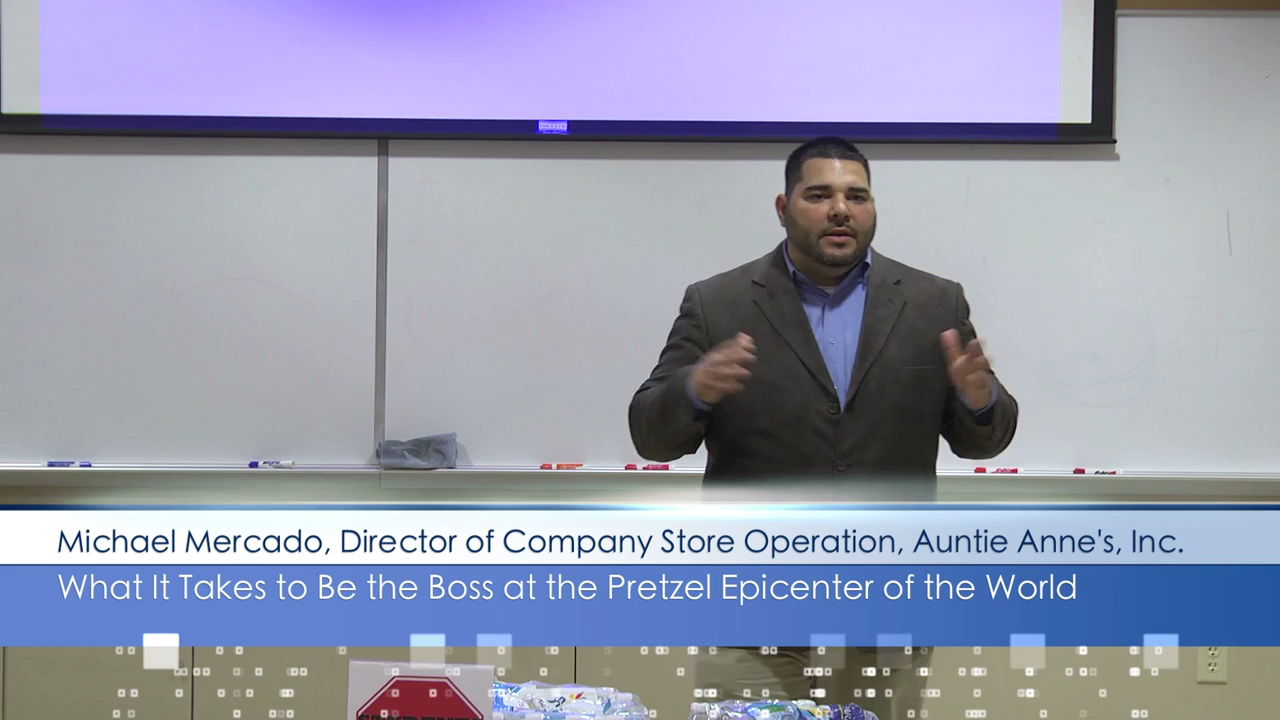 Michael Mercado, Director of Company Store Operation, Auntie Anne's, Inc.
What It Takes to Be the Boss at the Pretzel Epicenter of the World